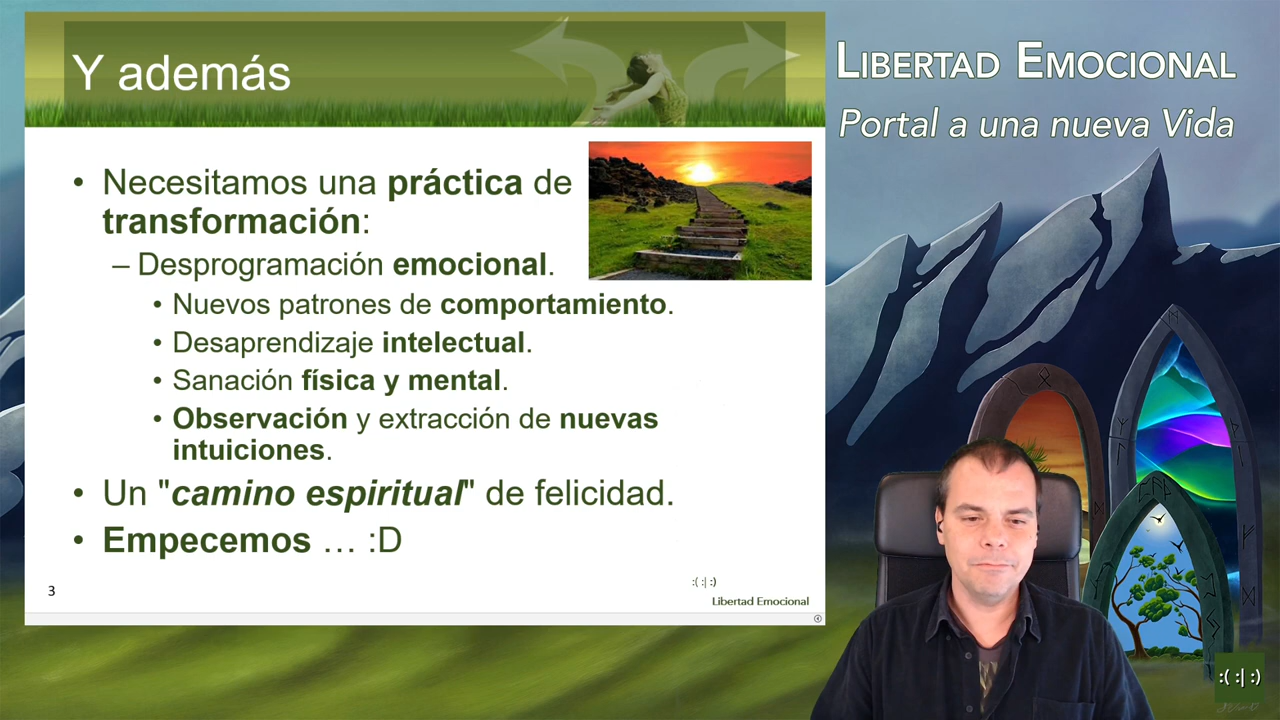 Y además
• Necesitamos una práctica de
transformación:
– Desprogramación emocional.
• Nuevos patrones de comportamiento.
• Desaprendizaje intelectual.
• Sanación física y mental.
• Observación y extracción de nuevas
intuiciones.
• Un "camino espiritual" de felicidad.
• Empecemos … :D
3
:( :| :)
Libertad Emocional
LIBERTAD EMOCIONAL
Portal a una nueva Vida
:( :| :)